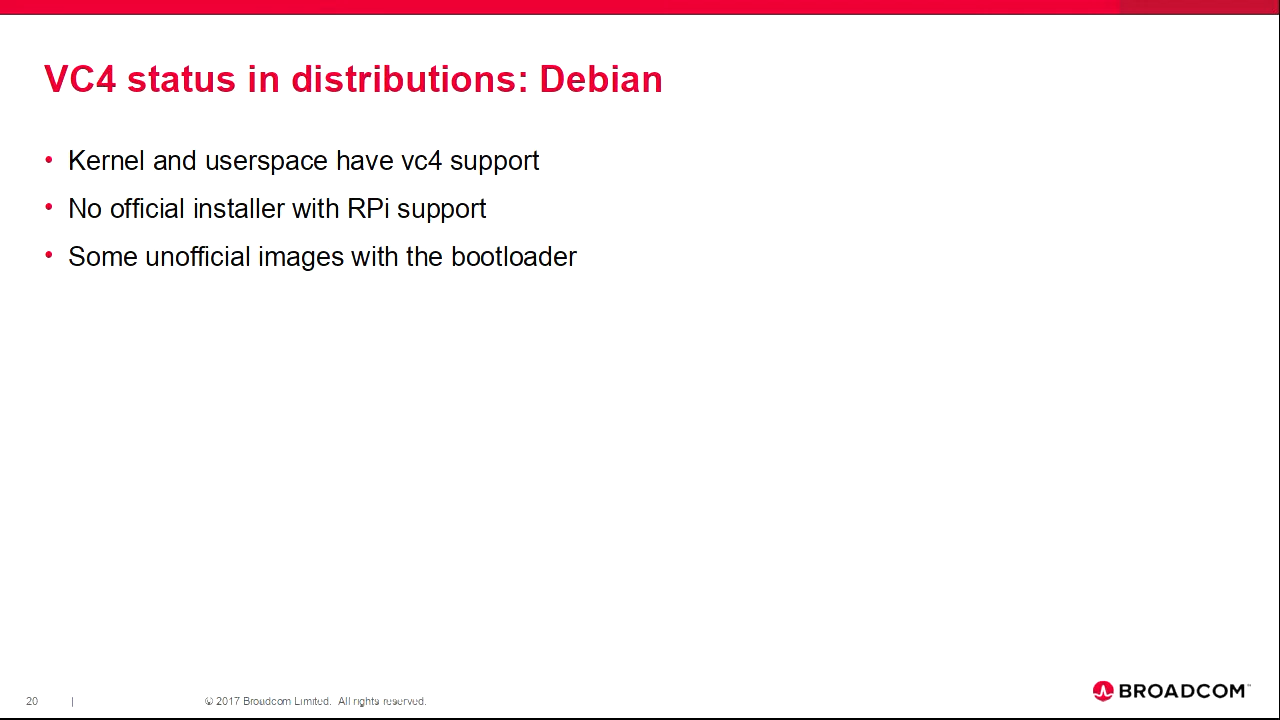 VC4 status in distributions: Debian
• Kernel and userspace have vc4 support
• No official installer with RPi support
• Some unofficial images with the bootloader
20 | © 2017 Broadcom Limited. All rights reserved.
BROADCOM™